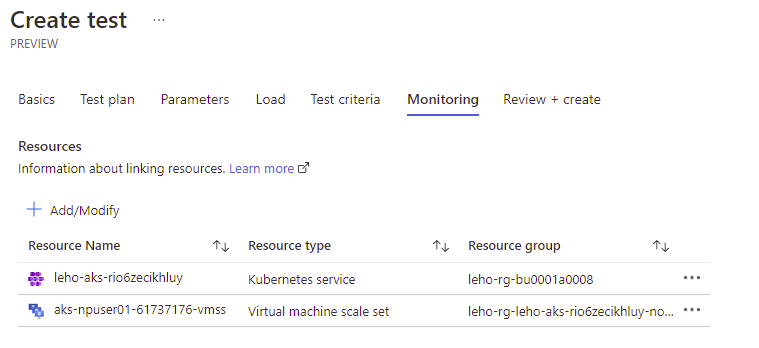 Create test ...
PREVIEW
Basics Test plan Parameters Load Test criteria Monitoring Review + create
Resources
Information about linking resources. Learn more
+ Add/Modify
Resource Name Resource type Resource group
leho-aks-rio6zecikhluy Kubernetes service leho-rg-bu0001a0008 ...
aks-npuser01-61737176-vmss Virtual machine scale set leho-rg-leho-aks-rio6zecikhluy-no... ...